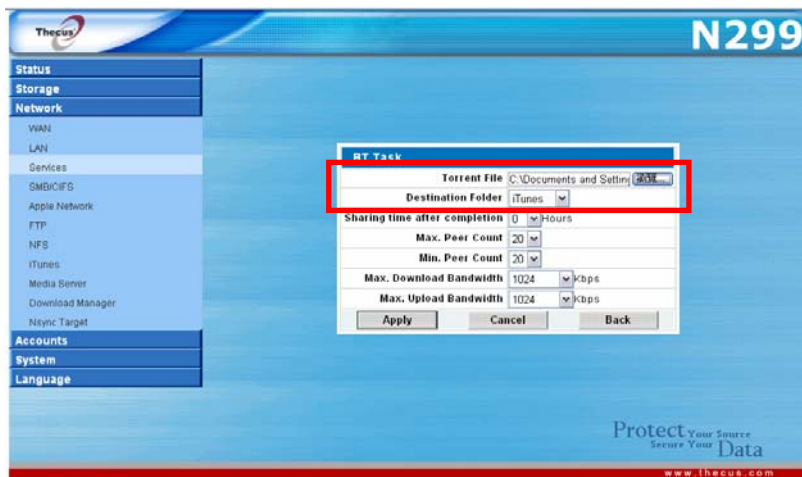 Thecus
N299
Status
Storage
Network
WAN
LAN
Services
SMB/CIFS
Apple Network
FTP
NFS
iTunes
Media Server
Download Manager
Nsync Target
Accounts
System
Language
BT Task
Torrent File C:\Documents and Setting
Destination Folder iTunes
Sharing time after completion 0 Hours
Max. Peer Count 20
Min. Peer Count 20
Max. Download Bandwidth 1024 Kbps
Max. Upload Bandwidth 1024 Kbps
Apply Cancel Back
Protect Your Source
Secure Your Data
www.thecus.com